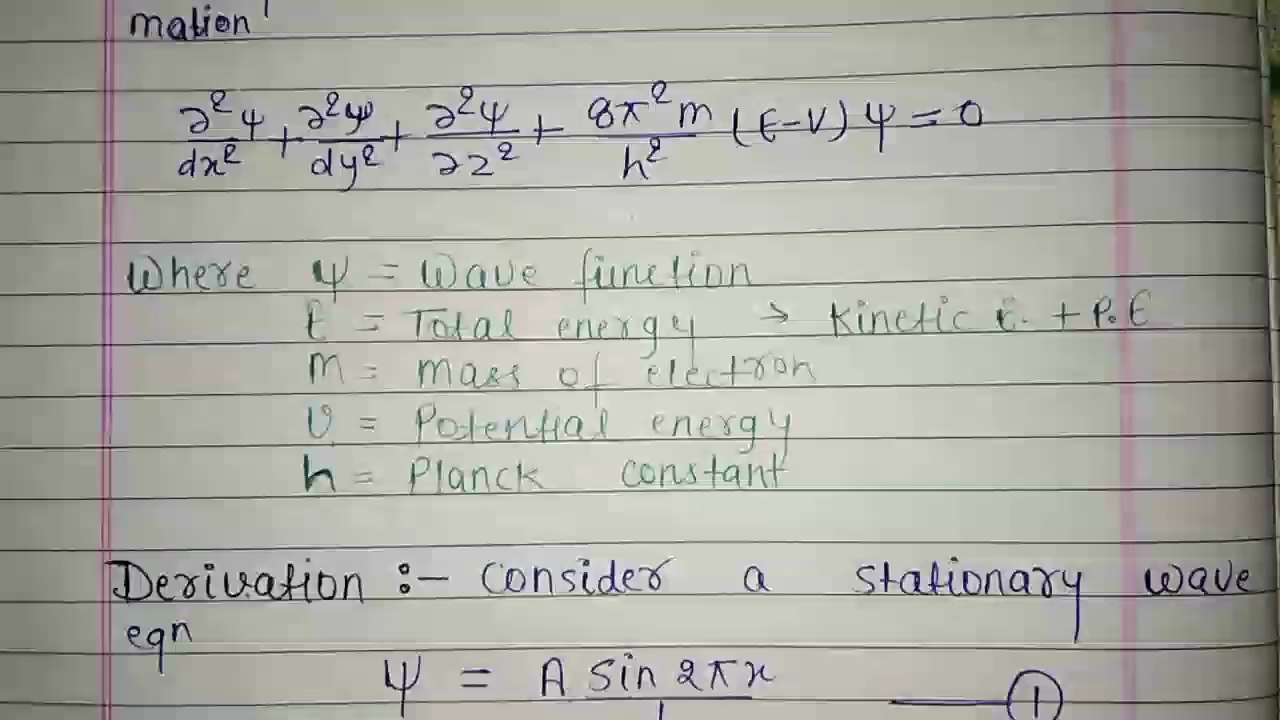 mation'
∂²ψ/dx² + ∂²ψ/dy² + ∂²ψ/∂z² + 8π²m/h² (E-V) ψ = 0
Where ψ = Wave function
E = Total energy → Kinetic E. + P.E
m = mass of electron
V = Potential energy
h = Planck constant
Derivation :- Consider a stationary wave
eqn
ψ = A sin 2πx —— ①